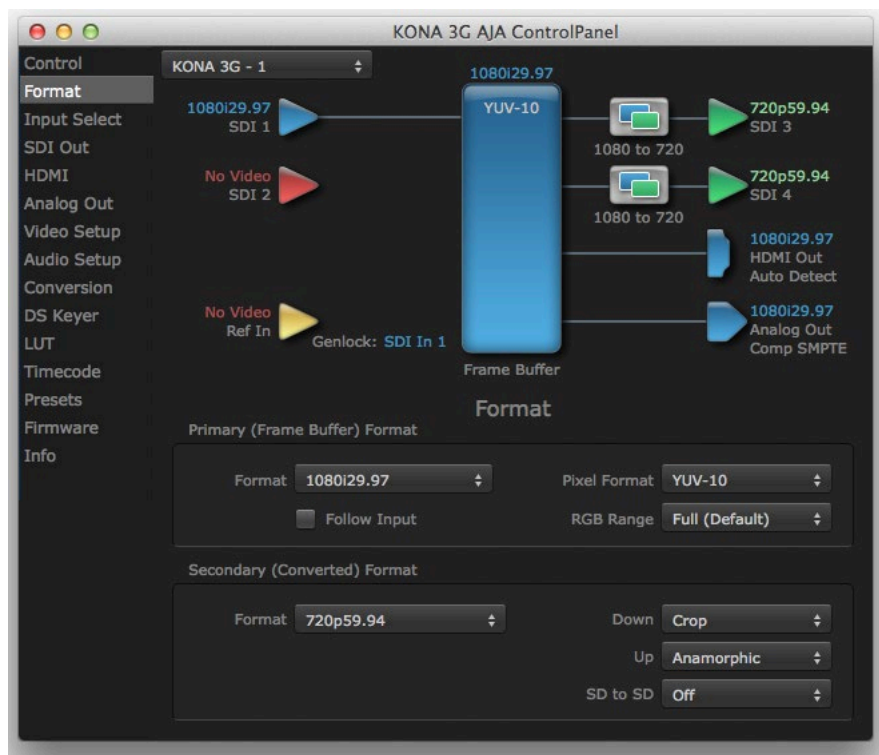 KONA 3G AJA ControlPanel
Control
Format
Input Select
SDI Out
HDMI
Analog Out
Video Setup
Audio Setup
Conversion
DS Keyer
LUT
Timecode
Presets
Firmware
Info
KONA 3G - 1
1080i29.97
SDI 1
No Video
SDI 2
No Video
Ref In
Genlock: SDI In 1
1080i29.97
YUV-10
Frame Buffer
1080 to 720
720p59.94
SDI 3
1080 to 720
720p59.94
SDI 4
1080i29.97
HDMI Out
Auto Detect
1080i29.97
Analog Out
Comp SMPTE
Format
Primary (Frame Buffer) Format
Format 1080i29.97
Pixel Format YUV-10
Follow Input
RGB Range Full (Default)
Secondary (Converted) Format
Format 720p59.94
Down Crop
Up Anamorphic
SD to SD Off